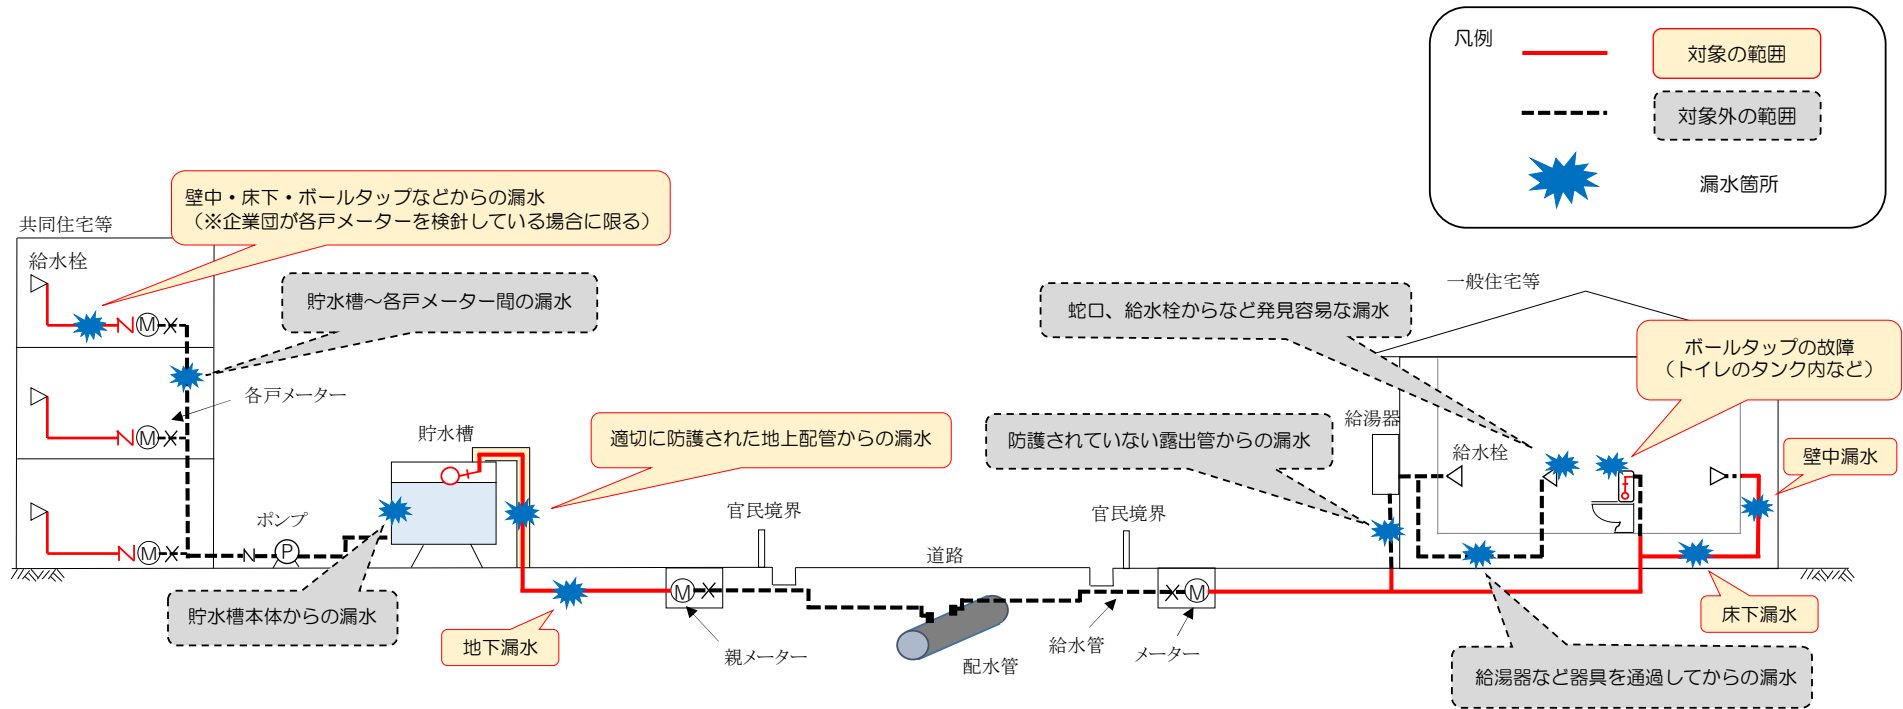 凡例
対象の範囲
対象外の範囲
漏水箇所
壁中・床下・ボールタップなどからの漏水
（※企業団が各戸メーターを検針している場合に限る）
共同住宅等
給水栓
貯水槽～各戸メーター間の漏水
各戸メーター
貯水槽
適切に防護された地上配管からの漏水
ポンプ
M
M
M
N
P
貯水槽本体からの漏水
地下漏水
M
親メーター
官民境界
道路
配水管
官民境界
給水管
M
メーター
一般住宅等
蛇口、給水栓からなど発見容易な漏水
ボールタップの故障
（トイレのタンク内など）
防護されていない露出管からの漏水
給湯器
給水栓
壁中漏水
床下漏水
給湯器など器具を通過してからの漏水